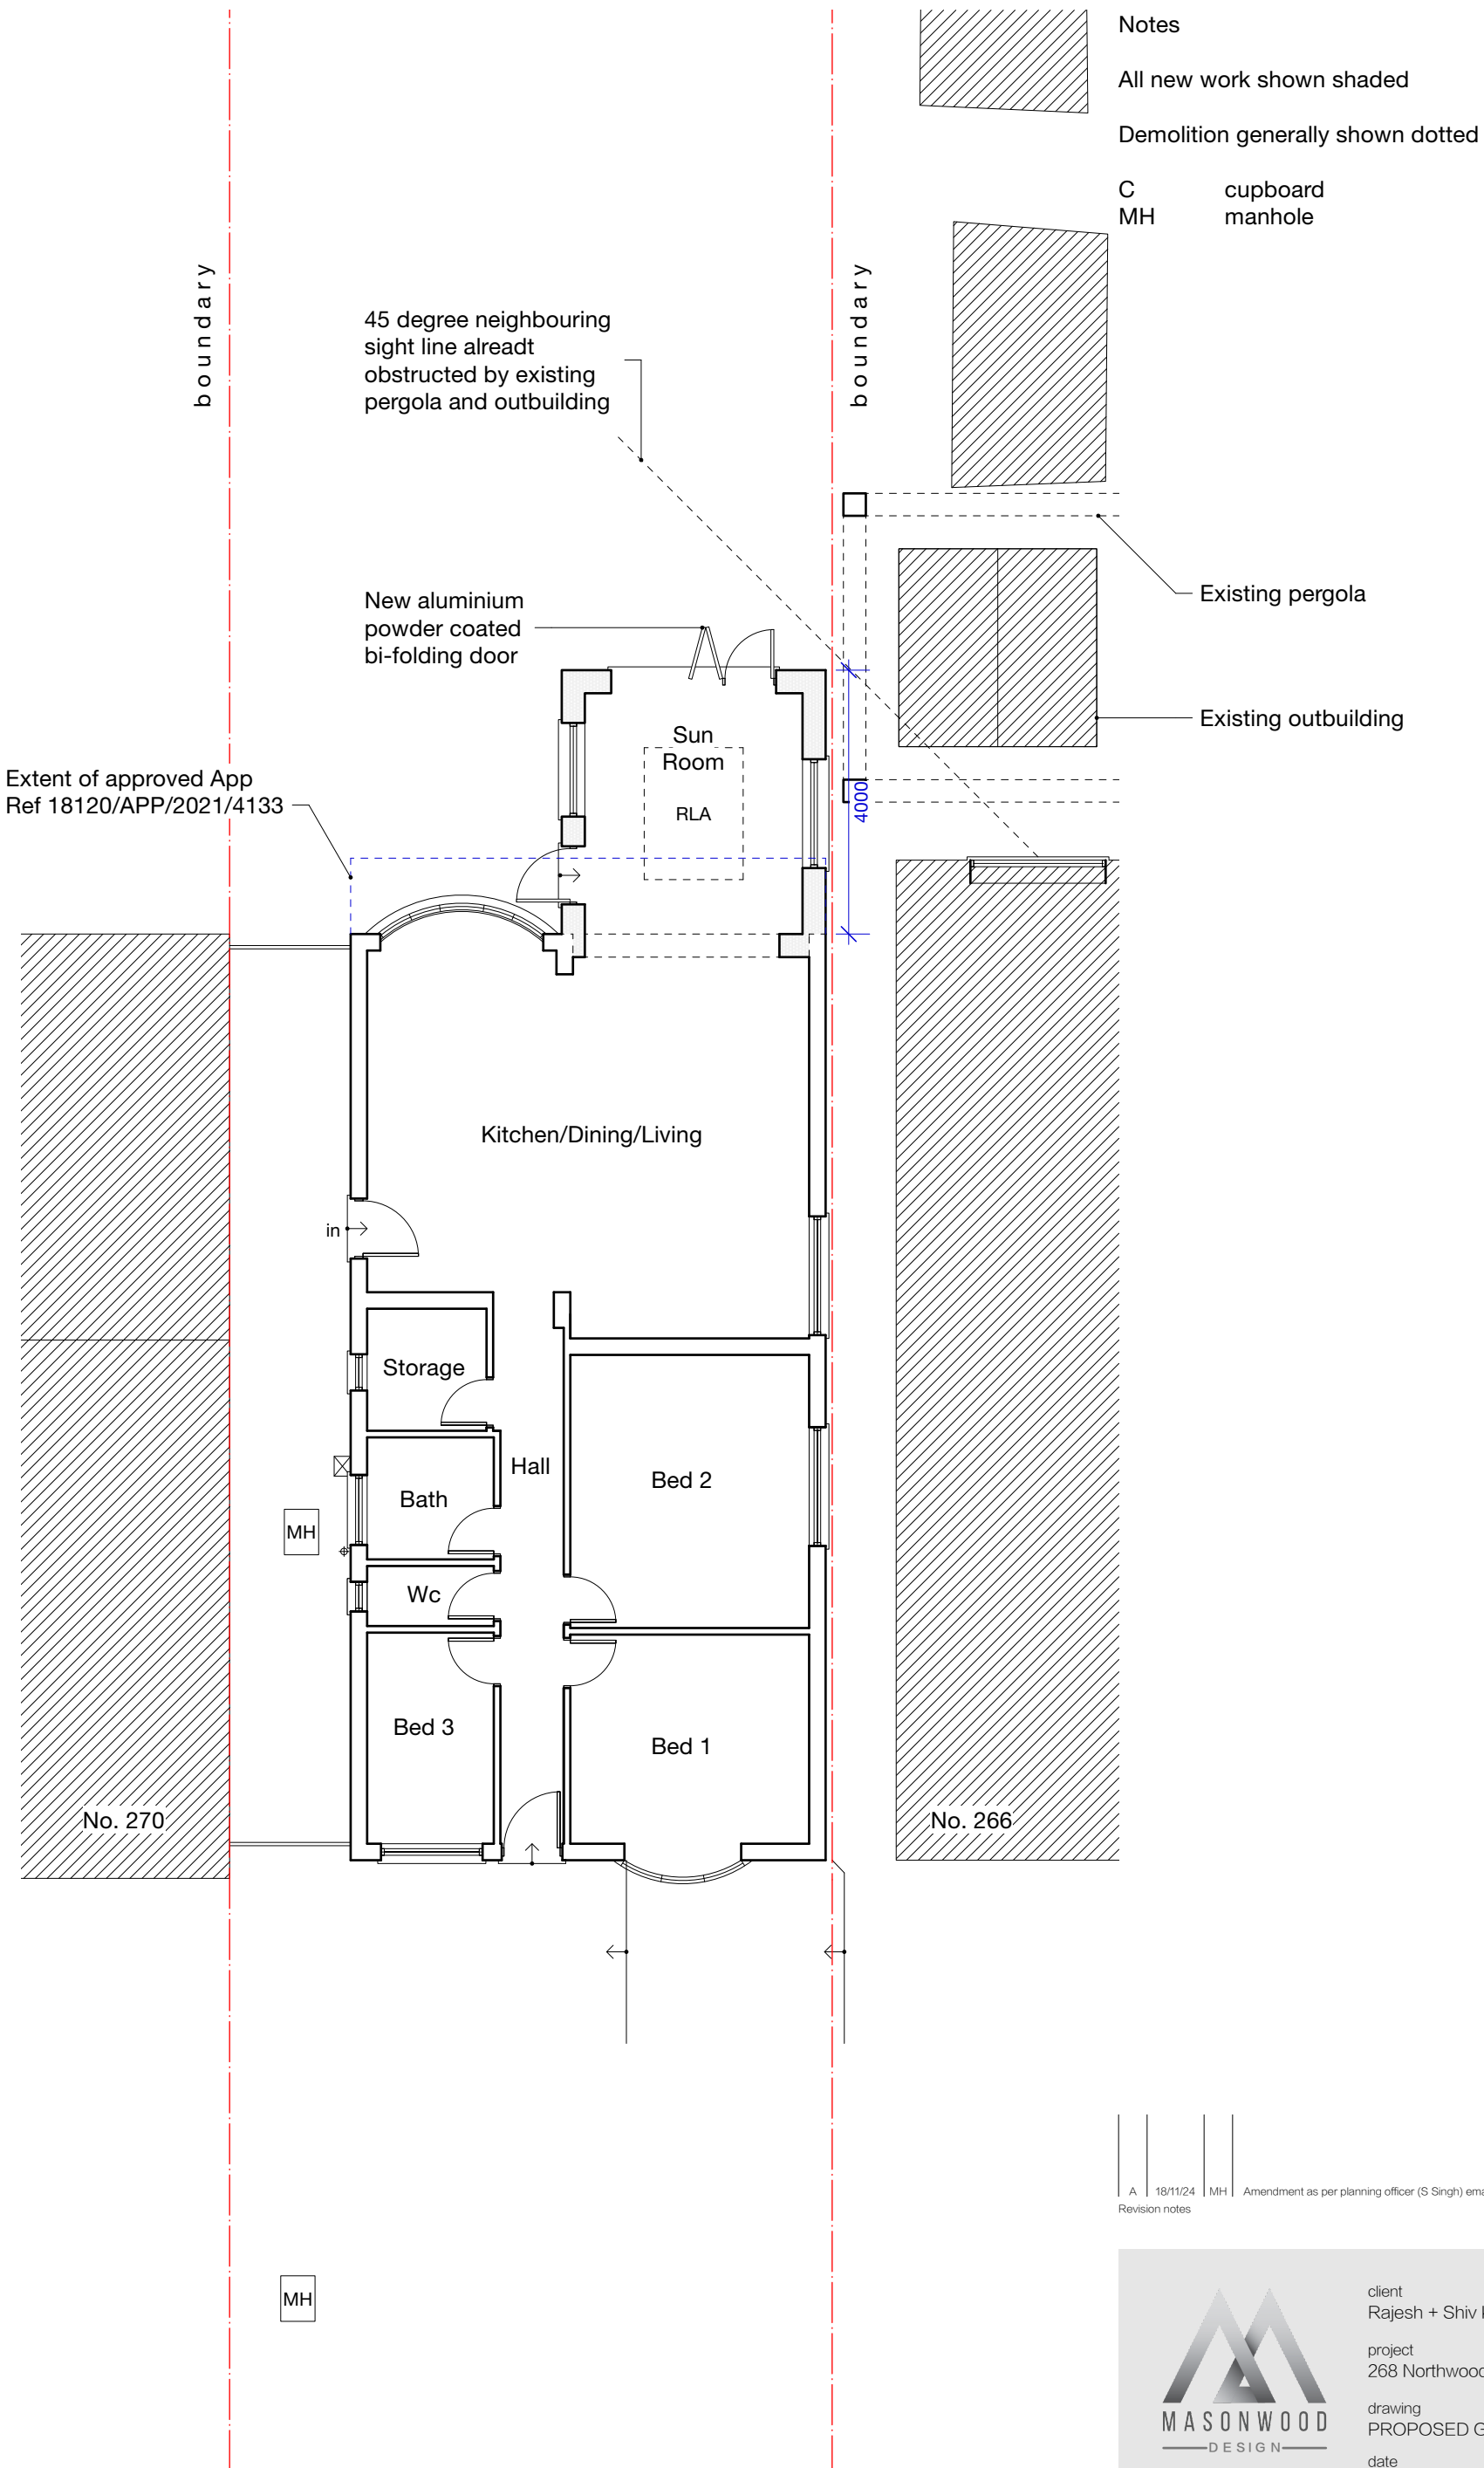 Notes
All new work shown shaded
Demolition generally shown dotted
C cupboard
MH manhole
boundary
boundary
45 degree neighbouring
sight line alreadt
obstructed by existing
pergola and outbuilding
New aluminium
powder coated
bi-folding door
Existing pergola
Existing outbuilding
Sun
Room
RLA
4000
Extent of approved App
Ref 18120/APP/2021/4133
Kitchen/Dining/Living
in
Storage
Hall
Bath
Bed 2
MH
Wc
Bed 3
Bed 1
No. 270
No. 266
A 18/11/24 MH Amendment as per planning officer (S Singh)
Revision notes
MH
client
Rajesh + Shiv
project
268
drawing
PROPOSED
date
MASONWOOD
DESIGN